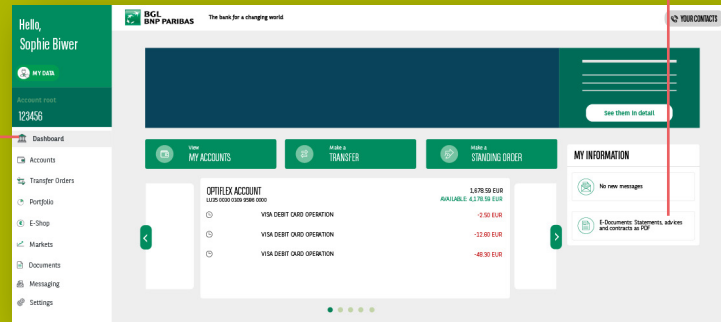 Hello,
Sophie Biwer
MY DATA
Account root
123456
Dashboard
Accounts
Transfer Orders
Portfolio
E-Shop
Markets
Documents
Messaging
Settings
BGL
BNP PARIBAS
The bank for a changing world
YOUR CONTACTS
See them in detail
View
MY ACCOUNTS
Make a
TRANSFER
Make a
STANDING ORDER
OPTIFLEX ACCOUNT
LU35 0030 0309 9596 0000
1,678.59 EUR
AVAILABLE: 4,178.59 EUR
VISA DEBIT CARD OPERATION -2.50 EUR
VISA DEBIT CARD OPERATION -12.60 EUR
VISA DEBIT CARD OPERATION -48.30 EUR
MY INFORMATION
No new messages
E-Documents: Statements, advices
and contracts as PDF